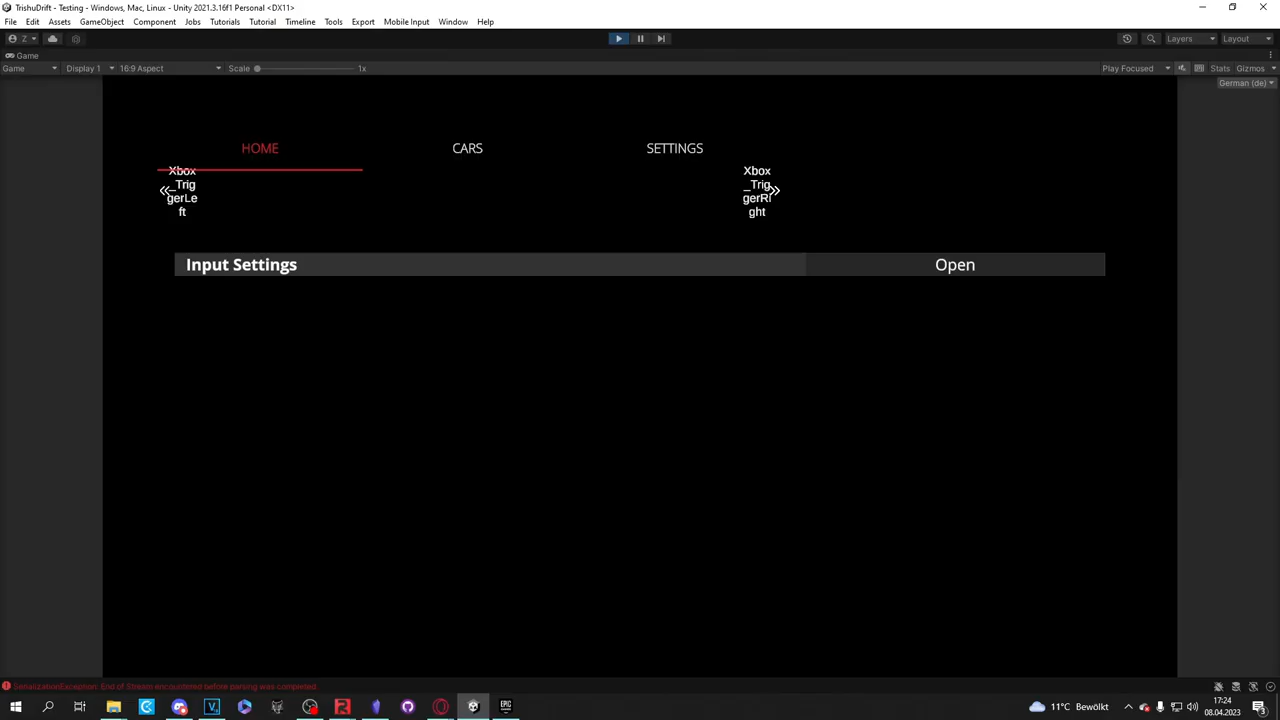 TrishuDrift - Testing - Windows, Mac, Linux - Unity 2021.3.16f1 Personal <DX11>
File Edit Assets GameObject Component Jobs Tutorials Tutorial Timeline Tools Export Mobile Input Window Help
Z Layers Layout
Game
Game Display 1 16:9 Aspect Scale 1x Play Focused Stats Gizmos
German (de)
HOME CARS SETTINGS
Xbox
_Trig
gerLe
ft
Xbox
_Trig
gerRi
ght
Input Settings Open
SerializationException: End of Stream encountered before parsing was completed.
11°C Bewölkt 17:24
08.04.2023